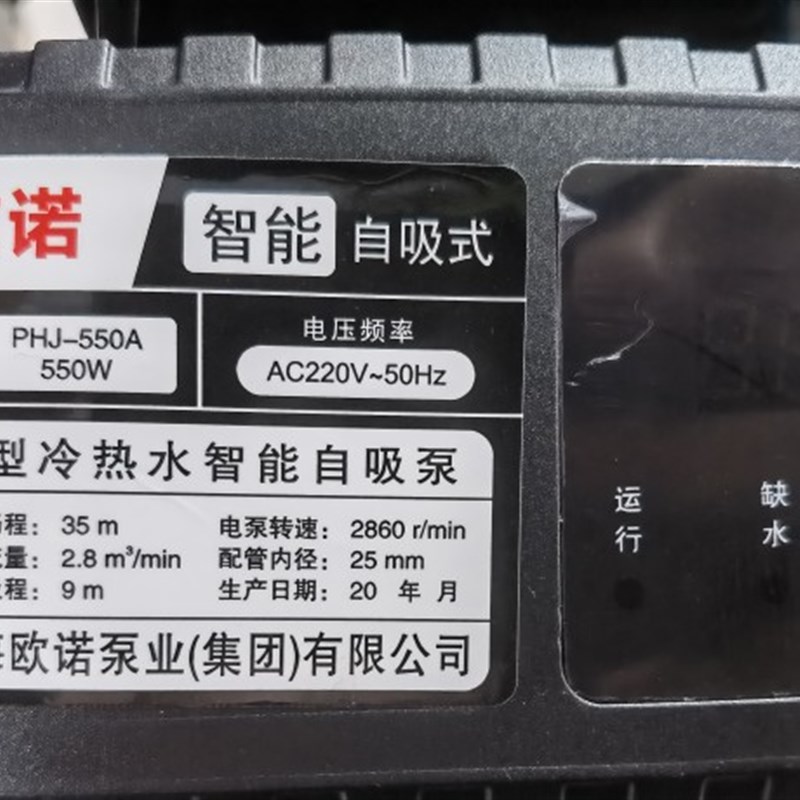 诺
智能 自吸式
PHJ-550A
550W
电压频率
AC220V~50Hz
型冷热水智能自吸泵
程： 35 m 电泵转速： 2860 r/min
量： 2.8 m³/min 配管内径： 25 mm
程： 9 m 生产日期： 20 年 月
欧诺泵业(集团)有限公司
运行
缺水